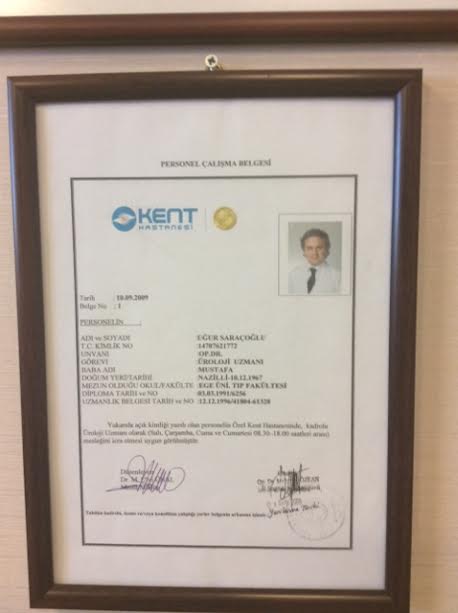 PERSONEL ÇALIŞMA BELGESİ
KENT
HASTANESİ
Tarih : 10.09.2009
Belge No : 1
PERSONELİN :
ADI ve SOYADI :UĞUR SARAÇOĞLU
T.C. KİMLİK NO :14787621772
UNVANI :OP.DR.
GÖREVİ :ÜROLOJİ UZMANI
BABA ADI :MUSTAFA
DOĞUM YERİ/TARİHİ :NAZİLLİ-10.12.1967
MEZUN OLDUĞU OKUL/FAKÜLTE :EGE ÜNİ. TIP FAKÜLTESİ
DİPLOMA TARİH ve NO :03.03.1991/6256
UZMANLIK BELGESİ TARİH ve NO :12.12.1996/41804-61328
Yukarıda açık kimliği yazılı olan personelin Özel Kent Hastanesinde, kadrolu
Üroloji Uzmanı olarak (Salı, Çarşamba, Cuma ve Cumartesi 08.30-18.00 saatleri arası)
mesleğini icra etmesi uygun görülmüştür.
Düzenleyen
Dr. M.